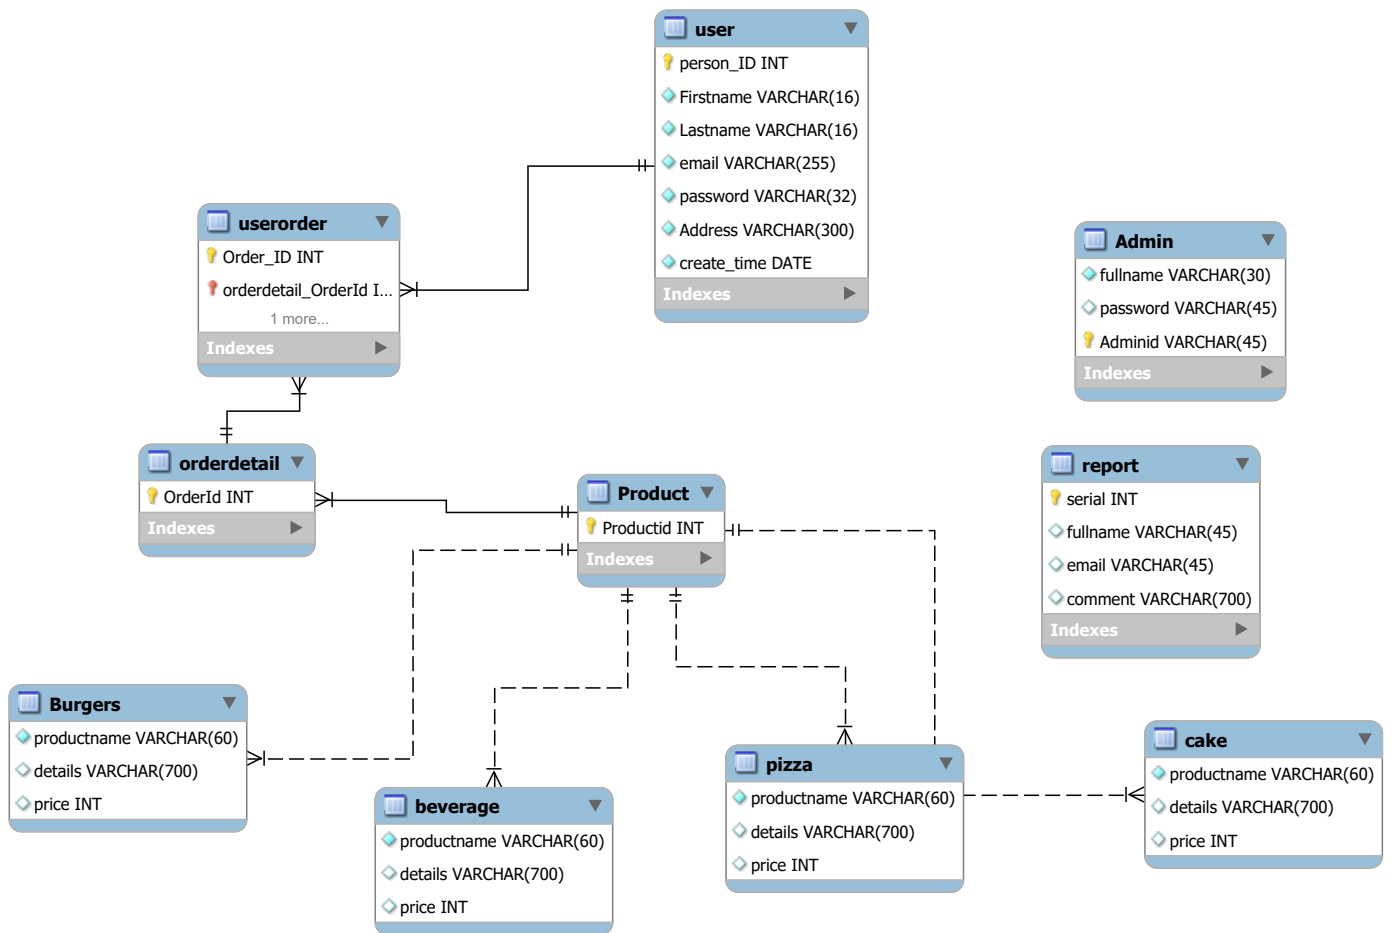 user
person_ID INT
Firstname VARCHAR(16)
Lastname VARCHAR(16)
email VARCHAR(255)
password VARCHAR(32)
Address VARCHAR(300)
create_time DATE
Indexes
userorder
Order_ID INT
orderdetail_OrderId I...
1 more...
Indexes
Admin
fullname VARCHAR(30)
password VARCHAR(45)
Adminid VARCHAR(45)
Indexes
orderdetail
OrderId INT
Indexes
Product
Productid INT
Indexes
report
serial INT
fullname VARCHAR(45)
email VARCHAR(45)
comment VARCHAR(700)
Indexes
Burgers
productname VARCHAR(60)
details VARCHAR(700)
price INT
beverage
productname VARCHAR(60)
details VARCHAR(700)
price INT
pizza
productname VARCHAR(60)
details VARCHAR(700)
price INT
cake
productname VARCHAR(60)
details VARCHAR(700)
price INT